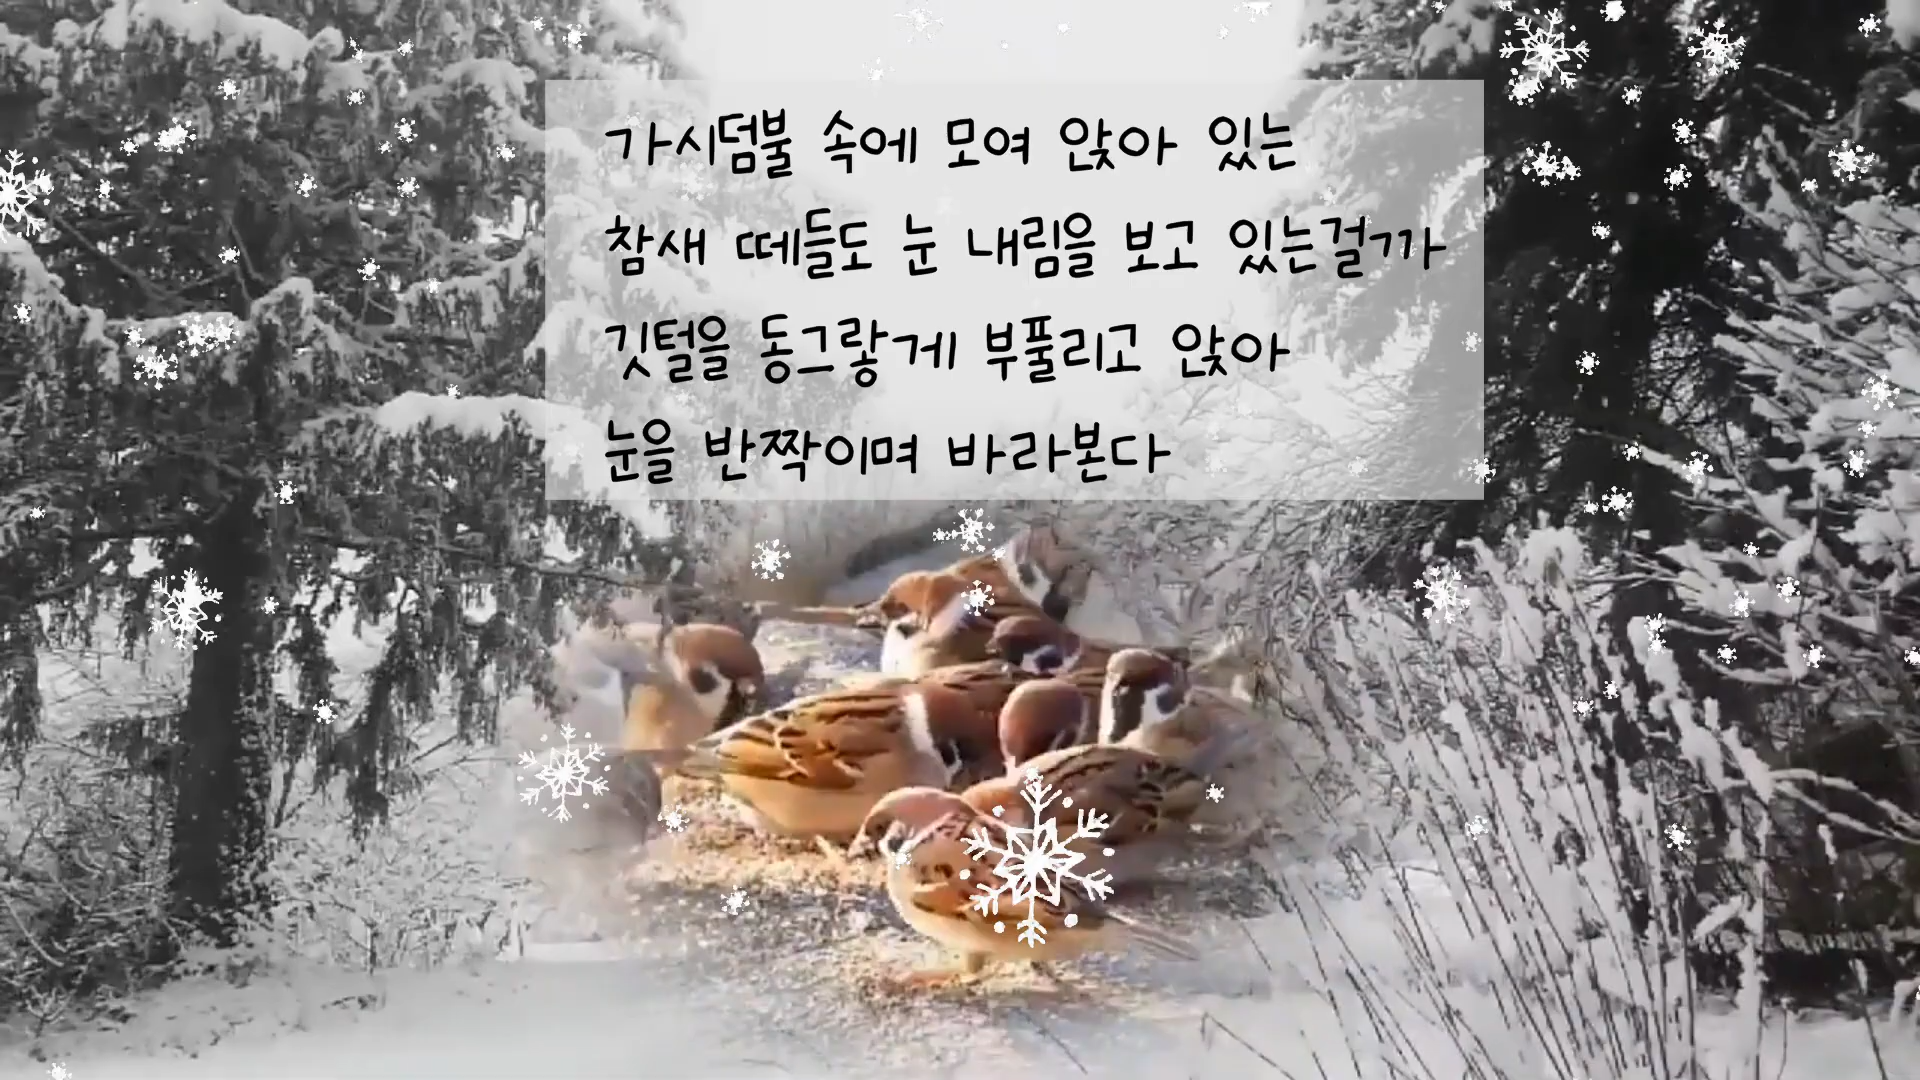 가시덤불 속에 모여 앉아 있는
참새 떼들도 눈 내림을 보고 있는걸까
깃털을 동그랗게 부풀리고 앉아
눈을 반짝이며 바라본다